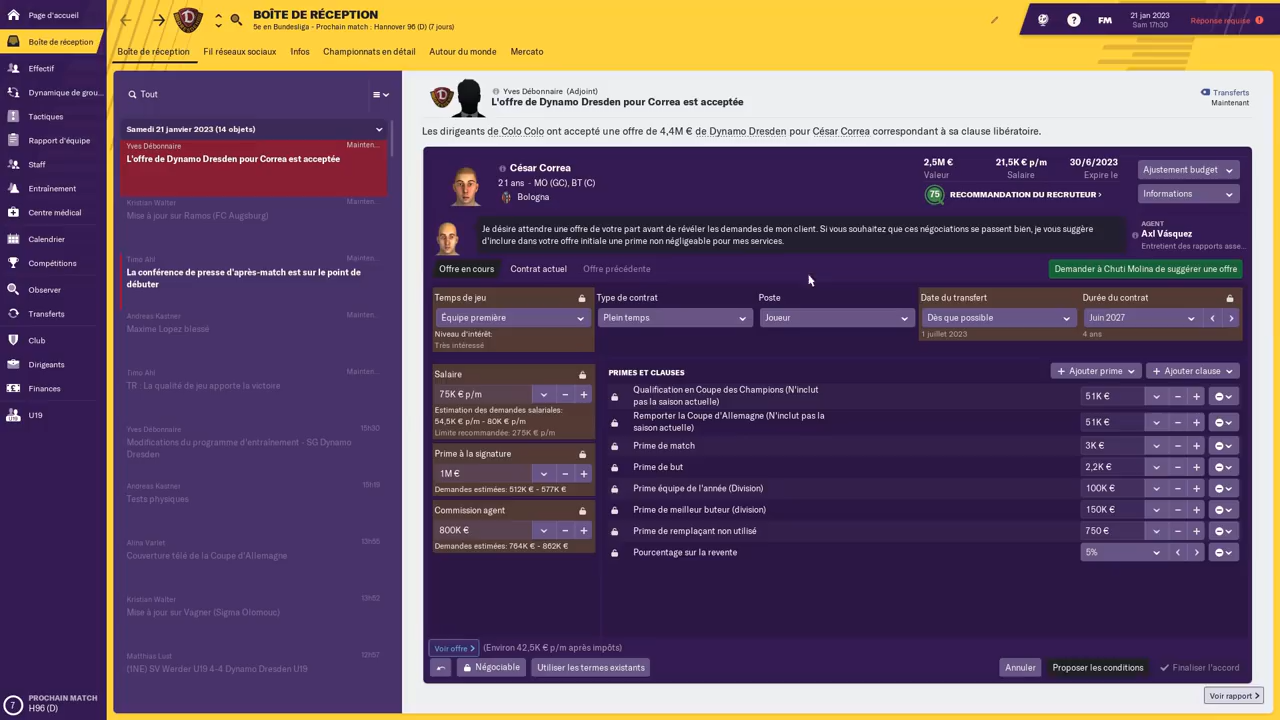 Page d'accueil
Boîte de réception
Effectif
Dynamique de grou...
Tactiques
Rapport d'équipe
Staff
Entraînement
Centre médical
Calendrier
Compétitions
Observer
Transferts
Club
Dirigeants
Finances
U19
7
PROCHAIN MATCH
H96 (D)
BOÎTE DE RÉCEPTION
5e en Bundesliga - Prochain match : Hannover 96 (D) (7 jours)
FM
21 jan 2023
Sam 17h30
Réponse requise
Boîte de réception
Fil réseaux sociaux
Infos
Championnats en détail
Autour du monde
Mercato
Tout
Samedi 21 janvier 2023 (14 objets)
Yves Débonnaire Mainten...
L'offre de Dynamo Dresden pour Correa est acceptée
Kristian Walter Mainten...
Mise à jour sur Ramos (FC Augsburg)
Timo Ahl Mainten...
La conférence de presse d'après-match est sur le point de
débuter
Andreas Kastner Mainten...
Maxime Lopez blessé
Timo Ahl Mainten...
TR : La qualité de jeu apporte la victoire
Yves Débonnaire 15h30
Modifications du programme d'entraînement - SG Dynamo
Dresden
Andreas Kastner 15h19
Tests physiques
Alina Variet 13h55
Couverture télé de la Coupe d'Allemagne
Kristian Walter 13h52
Mise à jour sur Vagner (Sigma Olomouc)
Matthias Lust 12h57
(1NE) SV Werder U19 4-4 Dynamo Dresden U19
Yves Débonnaire (Adjoint)
L'offre de Dynamo Dresden pour Correa est acceptée
Transferts
Maintenant
Les dirigeants de Colo Colo ont accepté une offre de 4,4M € de Dynamo Dresden pour César Correa correspondant à sa clause libératoire.
César Correa
21 ans - MO (GC), BT (C)
Bologna
2,5M € 21,5K € p/m 30/6/2023
Valeur Salaire Expire le
75 RECOMMANDATION DU RECRUTEUR ›
Ajustement budget
Informations
Je désire attendre une offre de votre part avant de révéler les demandes de mon client. Si vous souhaitez que ces négociations se passent bien, je vous suggère
d'inclure dans votre offre initiale une prime non négligeable pour mes services.
AGENT
Axl Vásquez
Entretient des rapports asse...
Offre en cours
Contrat actuel
Offre précédente
Demander à Chuti Molina de suggérer une offre
Temps de jeu Type de contrat Poste Date du transfert Durée du contrat
Équipe première Plein temps Joueur Dès que possible Juin 2027
Niveau d'intérêt: 1 juillet 2023 4 ans
Très intéressé
Salaire
75K € p/m
Estimation des demandes salariales:
54,5K € p/m - 80K € p/m
Limite recommandée: 275K € p/m
Prime à la signature
1M €
Demandes estimées: 512K € - 577K €
Commission agent
800K €
Demandes estimées: 764K € - 862K €
PRIMES ET CLAUSES
Ajouter prime
Ajouter clause
Qualification en Coupe des Champions (N'inclut
pas la saison actuelle) 51K €
Remporter la Coupe d'Allemagne (N'inclut pas la
saison actuelle) 51K €
Prime de match 3K €
Prime de but 2,2K €
Prime équipe de l'année (Division) 100K €
Prime de meilleur buteur (division) 150K €
Prime de remplaçant non utilisé 750 €
Pourcentage sur la revente 5%
Voir offre > (Environ 42,5K € p/m après impôts)
Négociable
Utiliser les termes existants
Annuler
Proposer les conditions
Finaliser l'accord
Voir rapport >